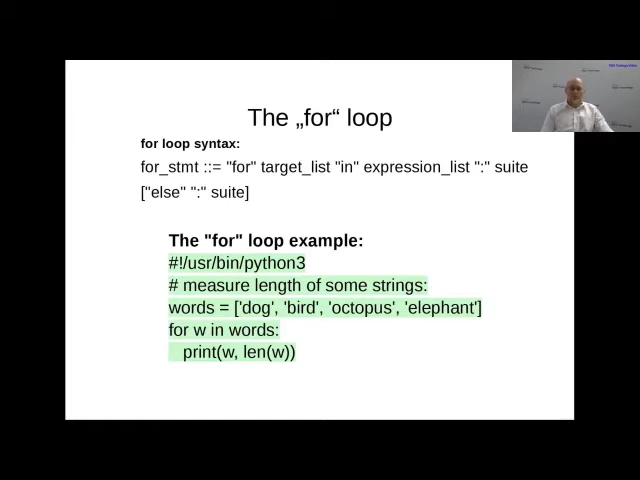 The „for“ loop
for loop syntax:
for_stmt ::= "for" target_list "in" expression_list ":" suite
["else" ":" suite]
The "for" loop example:
#!/usr/bin/python3
# measure length of some strings:
words = ['dog', 'bird', 'octopus', 'elephant']
for w in words:
print(w, len(w))